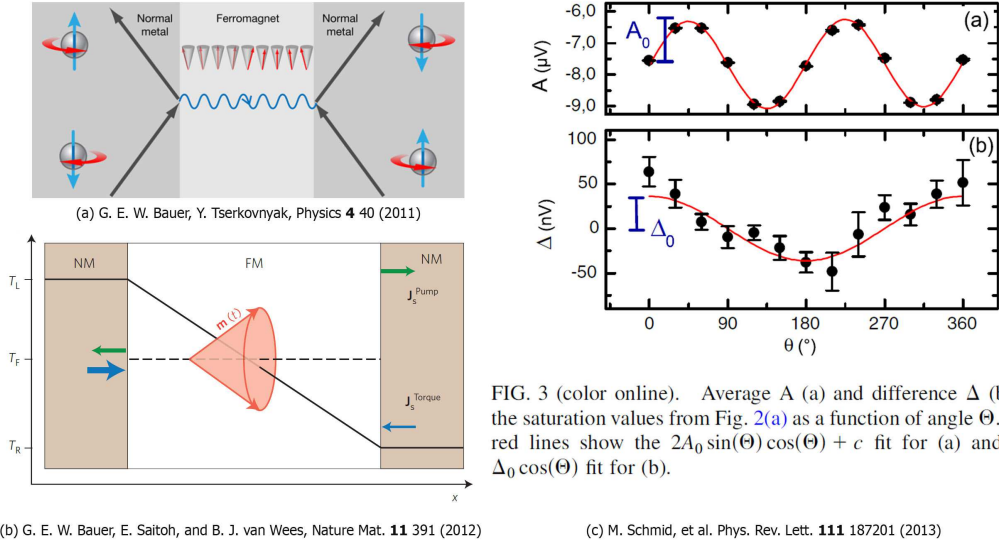 Normal
metal
Ferromagnet
Normal
metal
(a) G. E. W. Bauer, Y. Tserkovnyak, Physics 4 40 (2011)
NM
FM
NM
T_L
T_F
T_R
m(t)
J_s^Pump
J_s^Torque
x
(b) G. E. W. Bauer, E. Saitoh, and B. J. van Wees, Nature Mat. 11 391 (2012)
(a)
A (µV)
-6,0
-7,0
-8,0
-9,0
A₀
(b)
Δ (nV)
100
50
0
-50
Δ₀
0 90 180 270 360
θ (°)
FIG. 3 (color online). Average A (a) and difference Δ (b
the saturation values from Fig. 2(a) as a function of angle Θ.
red lines show the 2A₀ sin(Θ) cos(Θ) + c fit for (a) and
Δ₀ cos(Θ) fit for (b).
(c) M. Schmid, et al. Phys. Rev. Lett. 111 187201 (2013)